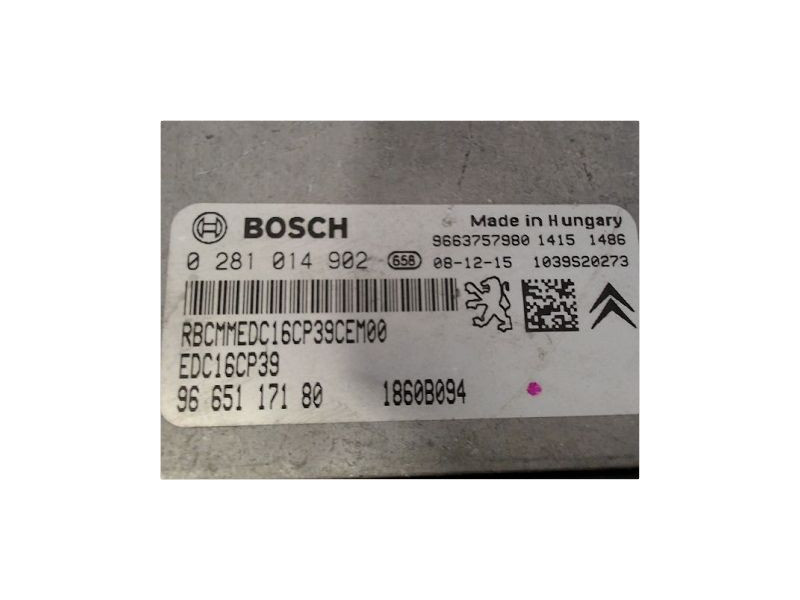 BOSCH
Made in Hungary
9663757980 1415 1486
0 281 014 902 656 08-12-15 1039S20273
RBCMMEDC16CP39CEM00
EDC16CP39
96 651 171 80 1860B094